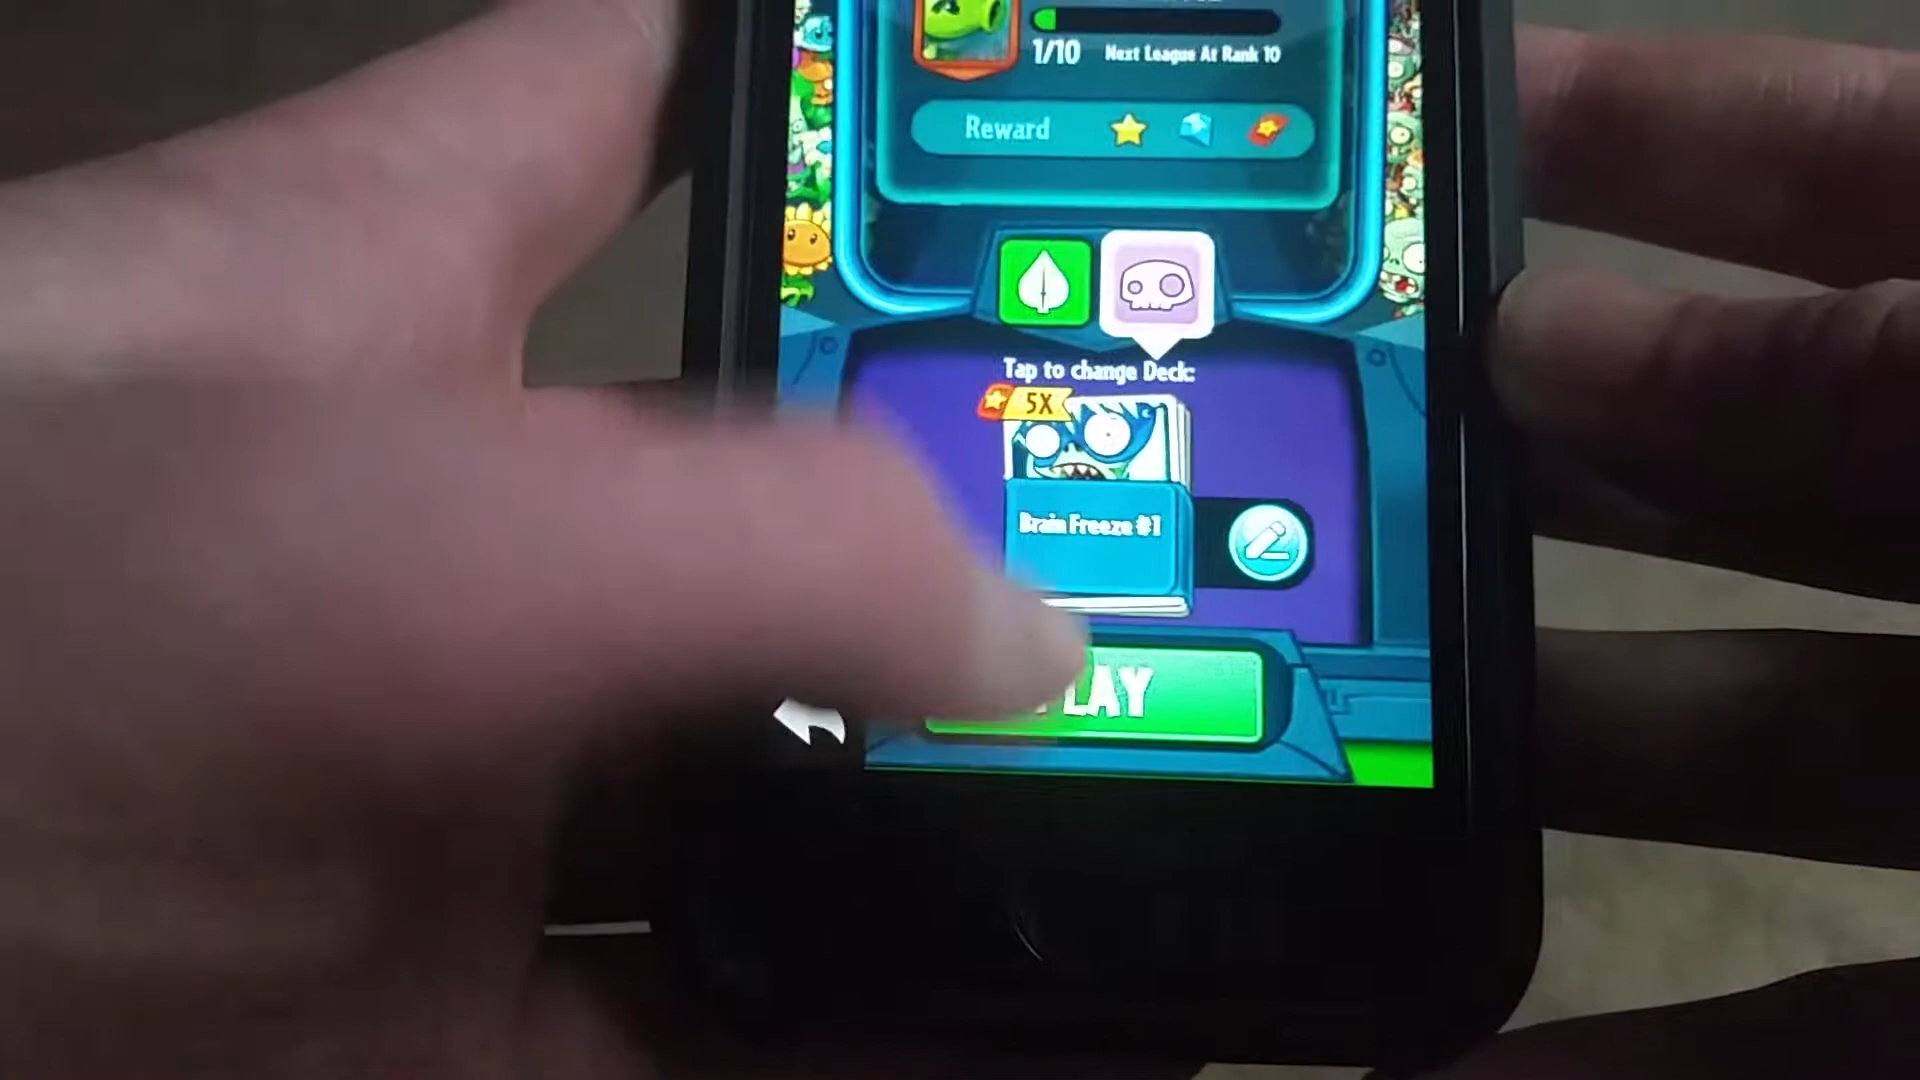 1/10 Next League At Rank 10
Reward
Tap to change Deck:
5X
Brain Freeze #1
LAY